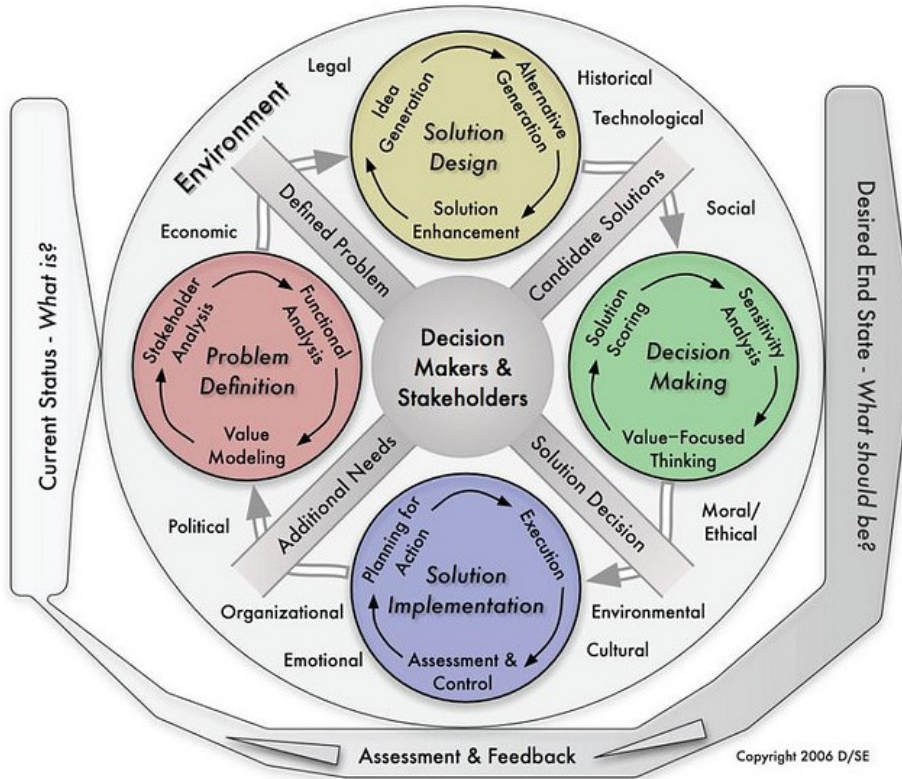 Environment
Legal
Historical
Technological
Economic
Social
Idea
Generation
Alternative
Generation
Solution
Design
Solution
Enhancement
Defined Problem
Candidate Solutions
Stakeholder
Analysis
Functional
Analysis
Problem
Definition
Value
Modeling
Decision
Makers &
Stakeholders
Solution
Scoring
Sensitivity
Analysis
Decision
Making
Value-Focused
Thinking
Current Status - What is?
Desired End State - What should be?
Additional Needs
Solution Decision
Political
Moral/
Ethical
Planning for
Action
Execution
Solution
Implementation
Assessment &
Control
Organizational
Emotional
Environmental
Cultural
Assessment & Feedback
Copyright 2006 D/SE